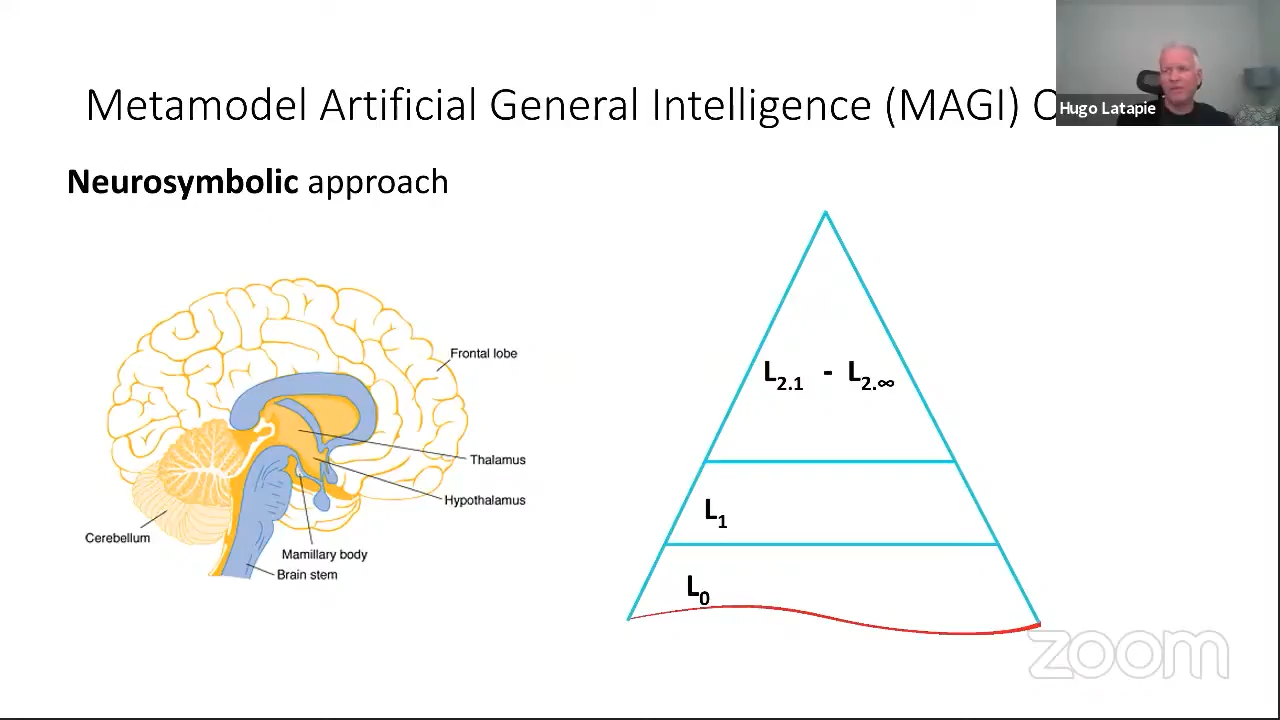 Metamodel Artificial General Intelligence (MAGI)
Hugo Latapie
Neurosymbolic approach
Frontal lobe
Thalamus
Hypothalamus
Cerebellum
Mamillary body
Brain stem
L2.1 - L2.∞
L1
L0
zoom